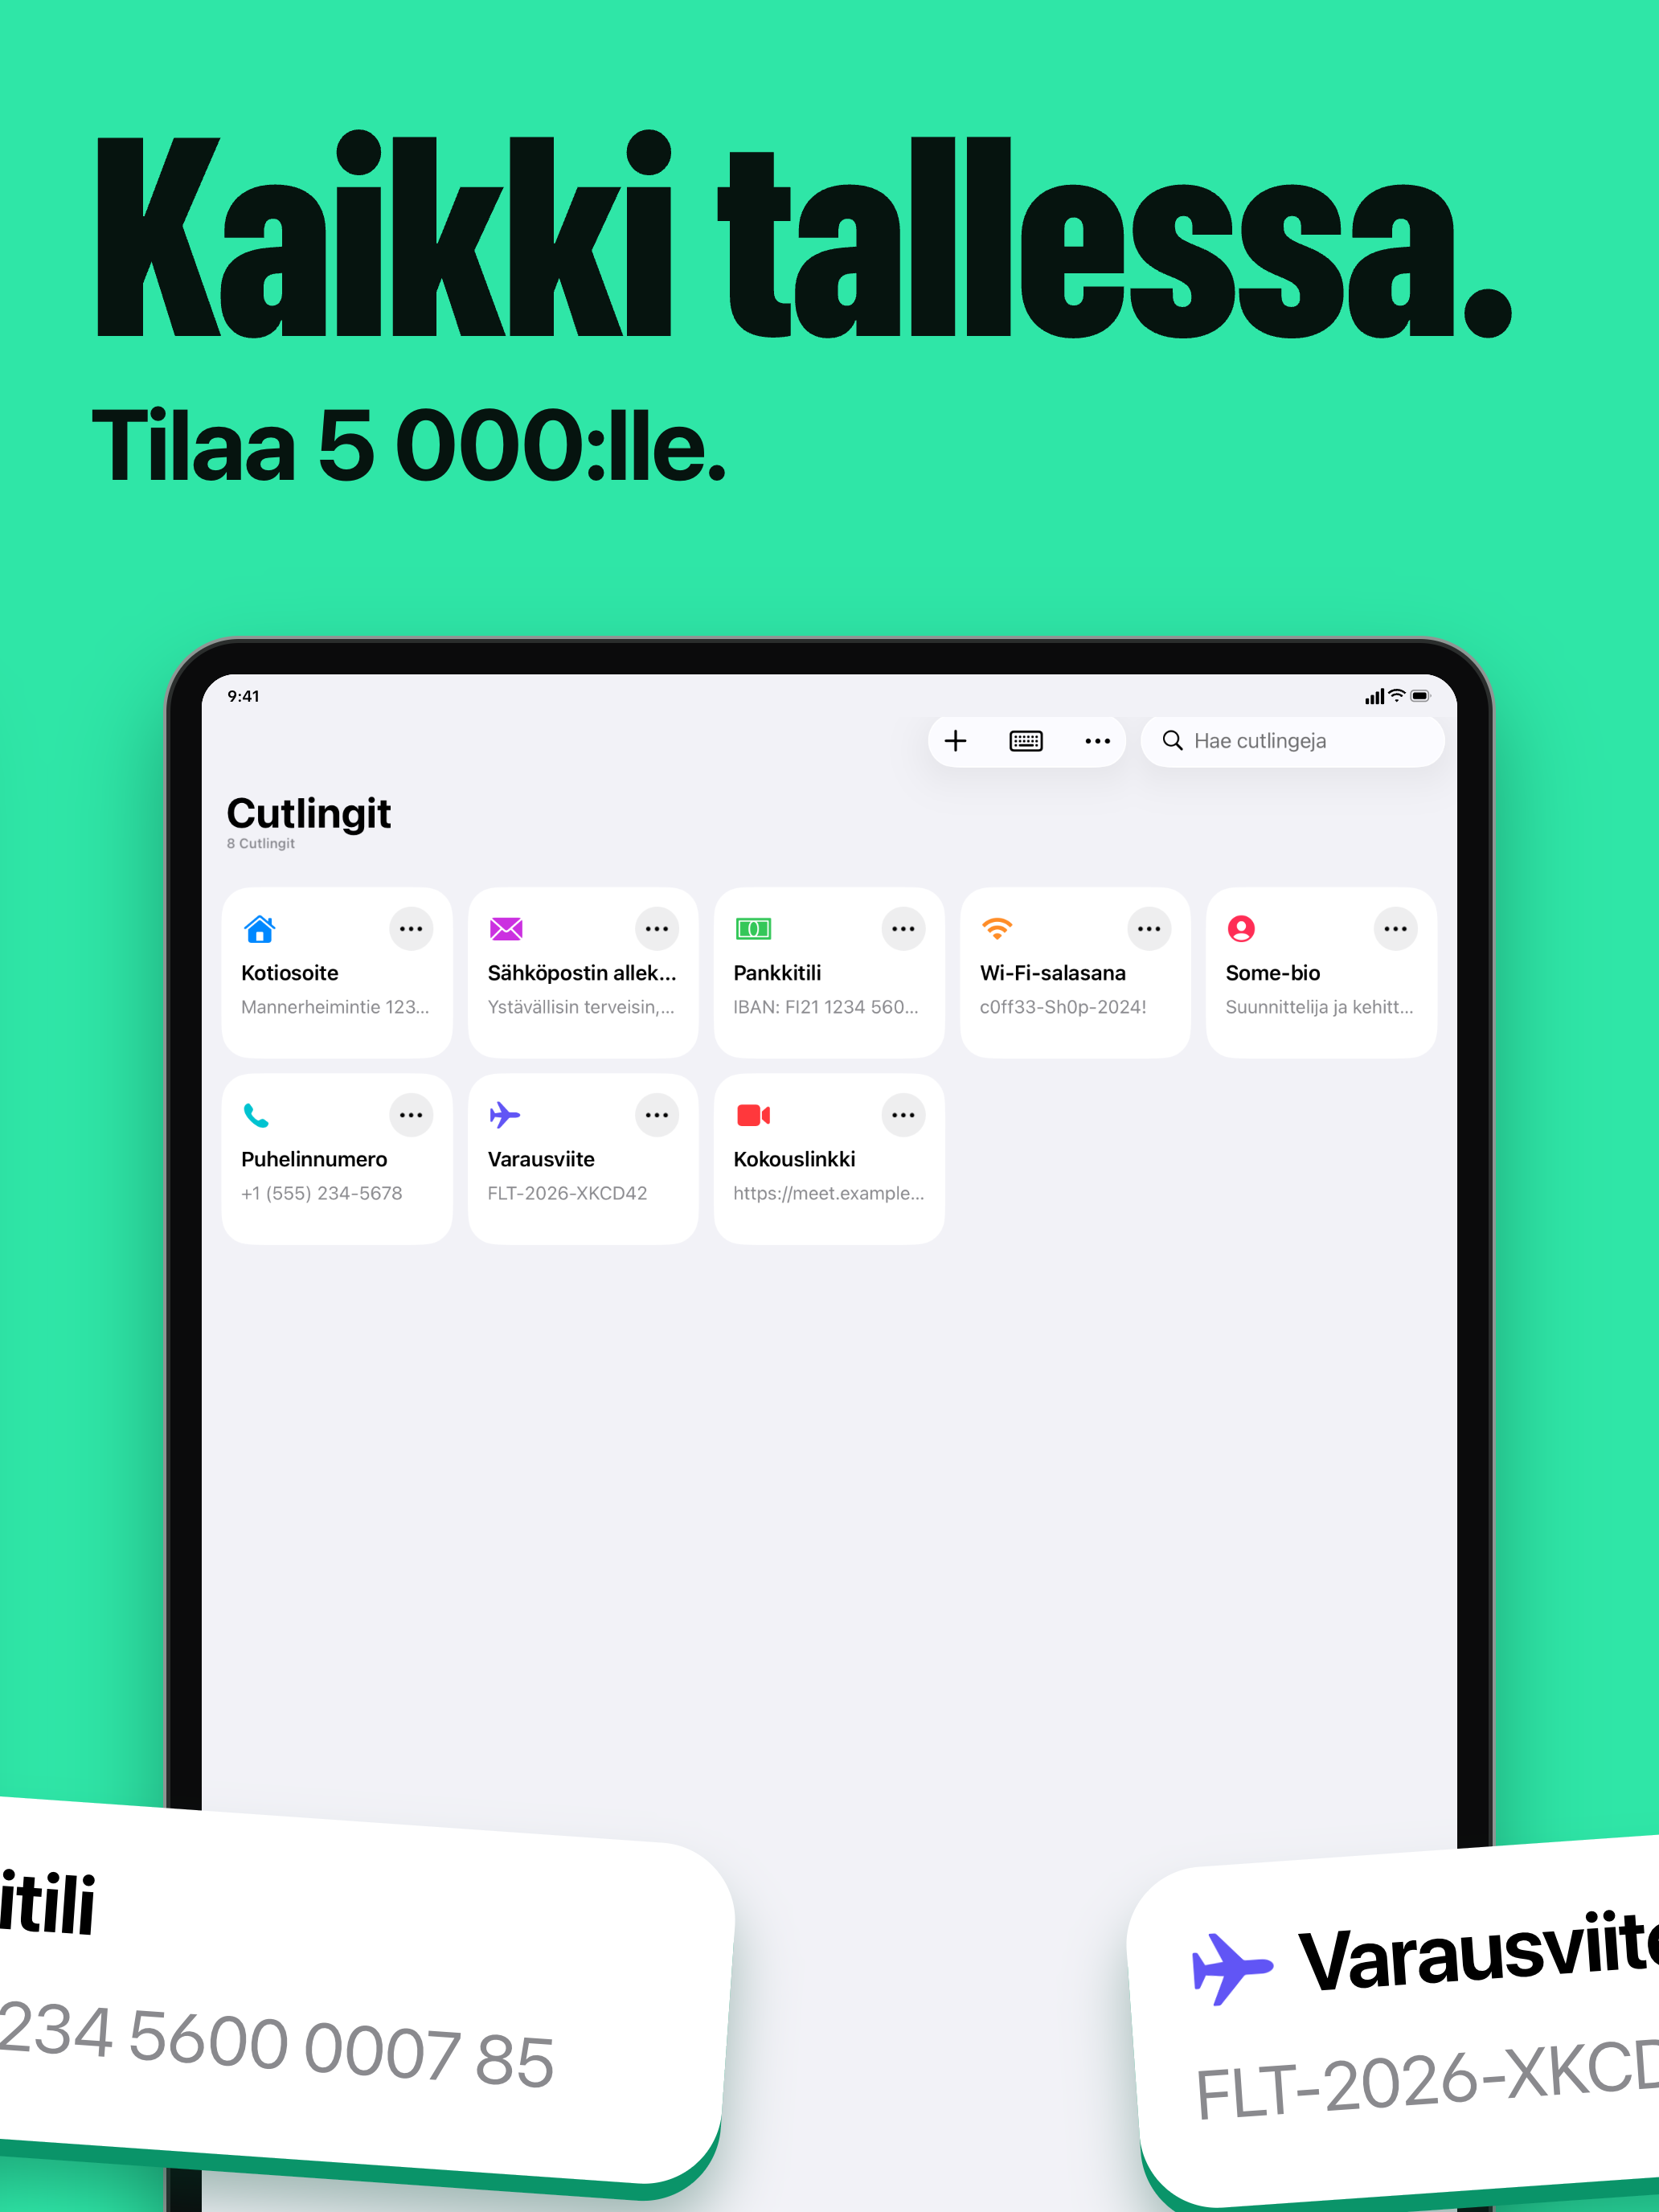 Kaikki tallessa.
Tilaa 5 000:lle.
9:41
Hae cutlingeja
Cutlingit
8 Cutlingit
Kotiosoite
Mannerheimintie 123...
Sähköpostin allek...
Ystävällisin terveisin,...
Pankkitili
IBAN: FI21 1234 560...
Wi-Fi-salasana
c0ff33-Sh0p-2024!
Some-bio
Suunnittelija ja kehitt...
Puhelinnumero
+1 (555) 234-5678
Varausviite
FLT-2026-XKCD42
Kokouslinkki
https://meet.example...
itili
234 5600 0007 85
Varausviite
FLT-2026-XKCD